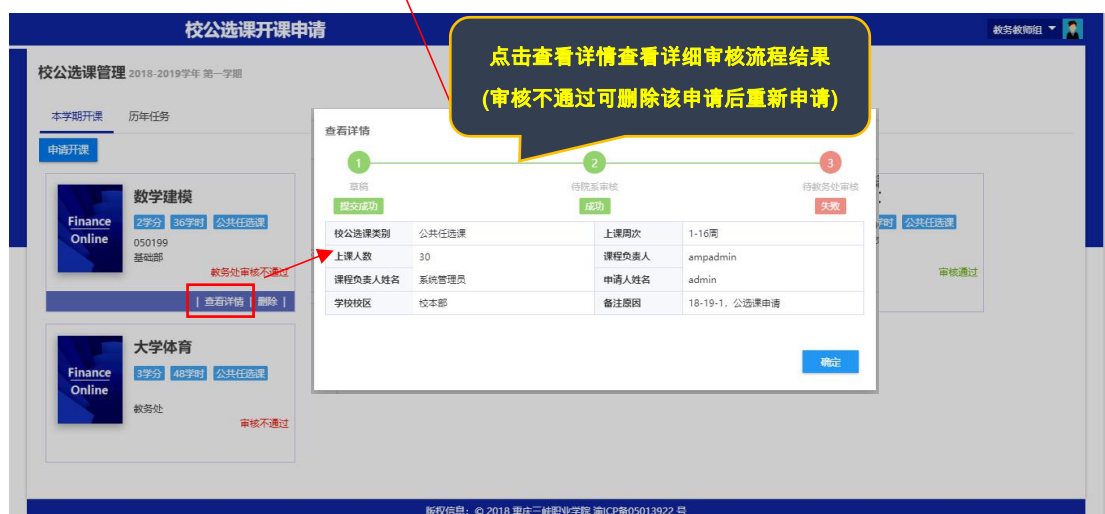 校公选课开课申请
教务教师组
点击查看详情查看详细审核流程结果
(审核不通过可删除该申请后重新申请)
校公选课管理 2018-2019学年 第一学期
本学期开课 历年任务
申请开课
查看详情
1 2 3
草稿 待院系审核 待教务处审核
提交成功 成功 失败
校公选课类别 公共任选课 上课周次 1-16周
上课人数 30 课程负责人 ampadmin
课程负责人姓名 系统管理员 申请人姓名 admin
学校校区 校本部 备注原因 18-19-1, 公选课申请
确定
Finance
Online
数学建模
2学分 36学时 公共任选课
050199
基础部
教务处审核不通过
| 查看详情 | 删除 |
公共任选课
审核通过
Finance
Online
大学体育
3学分 48学时 公共任选课
教务处
审核不通过
版权信息: © 2018 重庆三峡职业学院 渝ICP备05013922 号